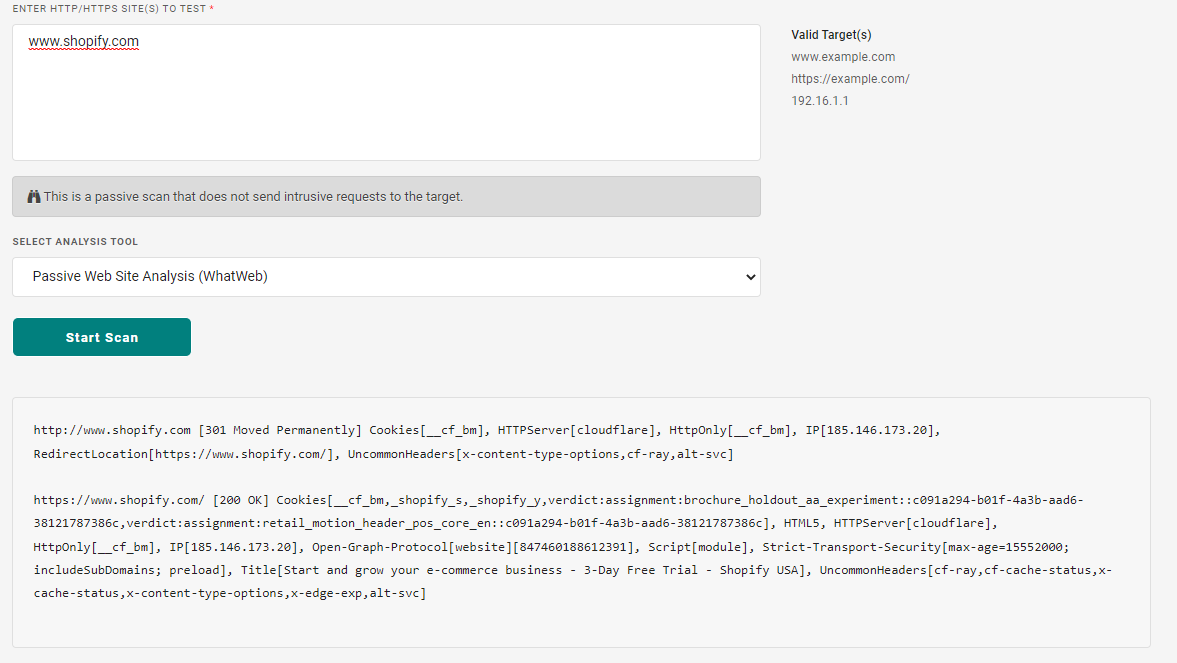 ENTER HTTP/HTTPS SITE(S) TO TEST *
www.shopify.com
Valid Target(s)
www.example.com
https://example.com/
192.16.1.1
This is a passive scan that does not send intrusive requests to the target.
SELECT ANALYSIS TOOL
Passive Web Site Analysis (WhatWeb)
Start Scan
http://www.shopify.com [301 Moved Permanently] Cookies[__cf_bm], HTTPServer[cloudflare], HttpOnly[__cf_bm], IP[185.146.173.20],
RedirectLocation[https://www.shopify.com/], UncommonHeaders[x-content-type-options,cf-ray,alt-svc]
https://www.shopify.com/ [200 OK] Cookies[__cf_bm,_shopify_s,_shopify_y,verdict:assignment:brochure_holdout_aa_experiment::c091a294-b01f-4a3b-aad6-
38121787386c,verdict:assignment:retail_motion_header_pos_core_en::c091a294-b01f-4a3b-aad6-38121787386c], HTML5, HTTPServer[cloudflare],
HttpOnly[__cf_bm], IP[185.146.173.20], Open-Graph-Protocol[website][847460188612391], Script[module], Strict-Transport-Security[max-age=15552000;
includeSubDomains; preload], Title[Start and grow your e-commerce business - 3-Day Free Trial - Shopify USA], UncommonHeaders[cf-ray,cf-cache-status,x-
cache-status,x-content-type-options,x-edge-exp,alt-svc]